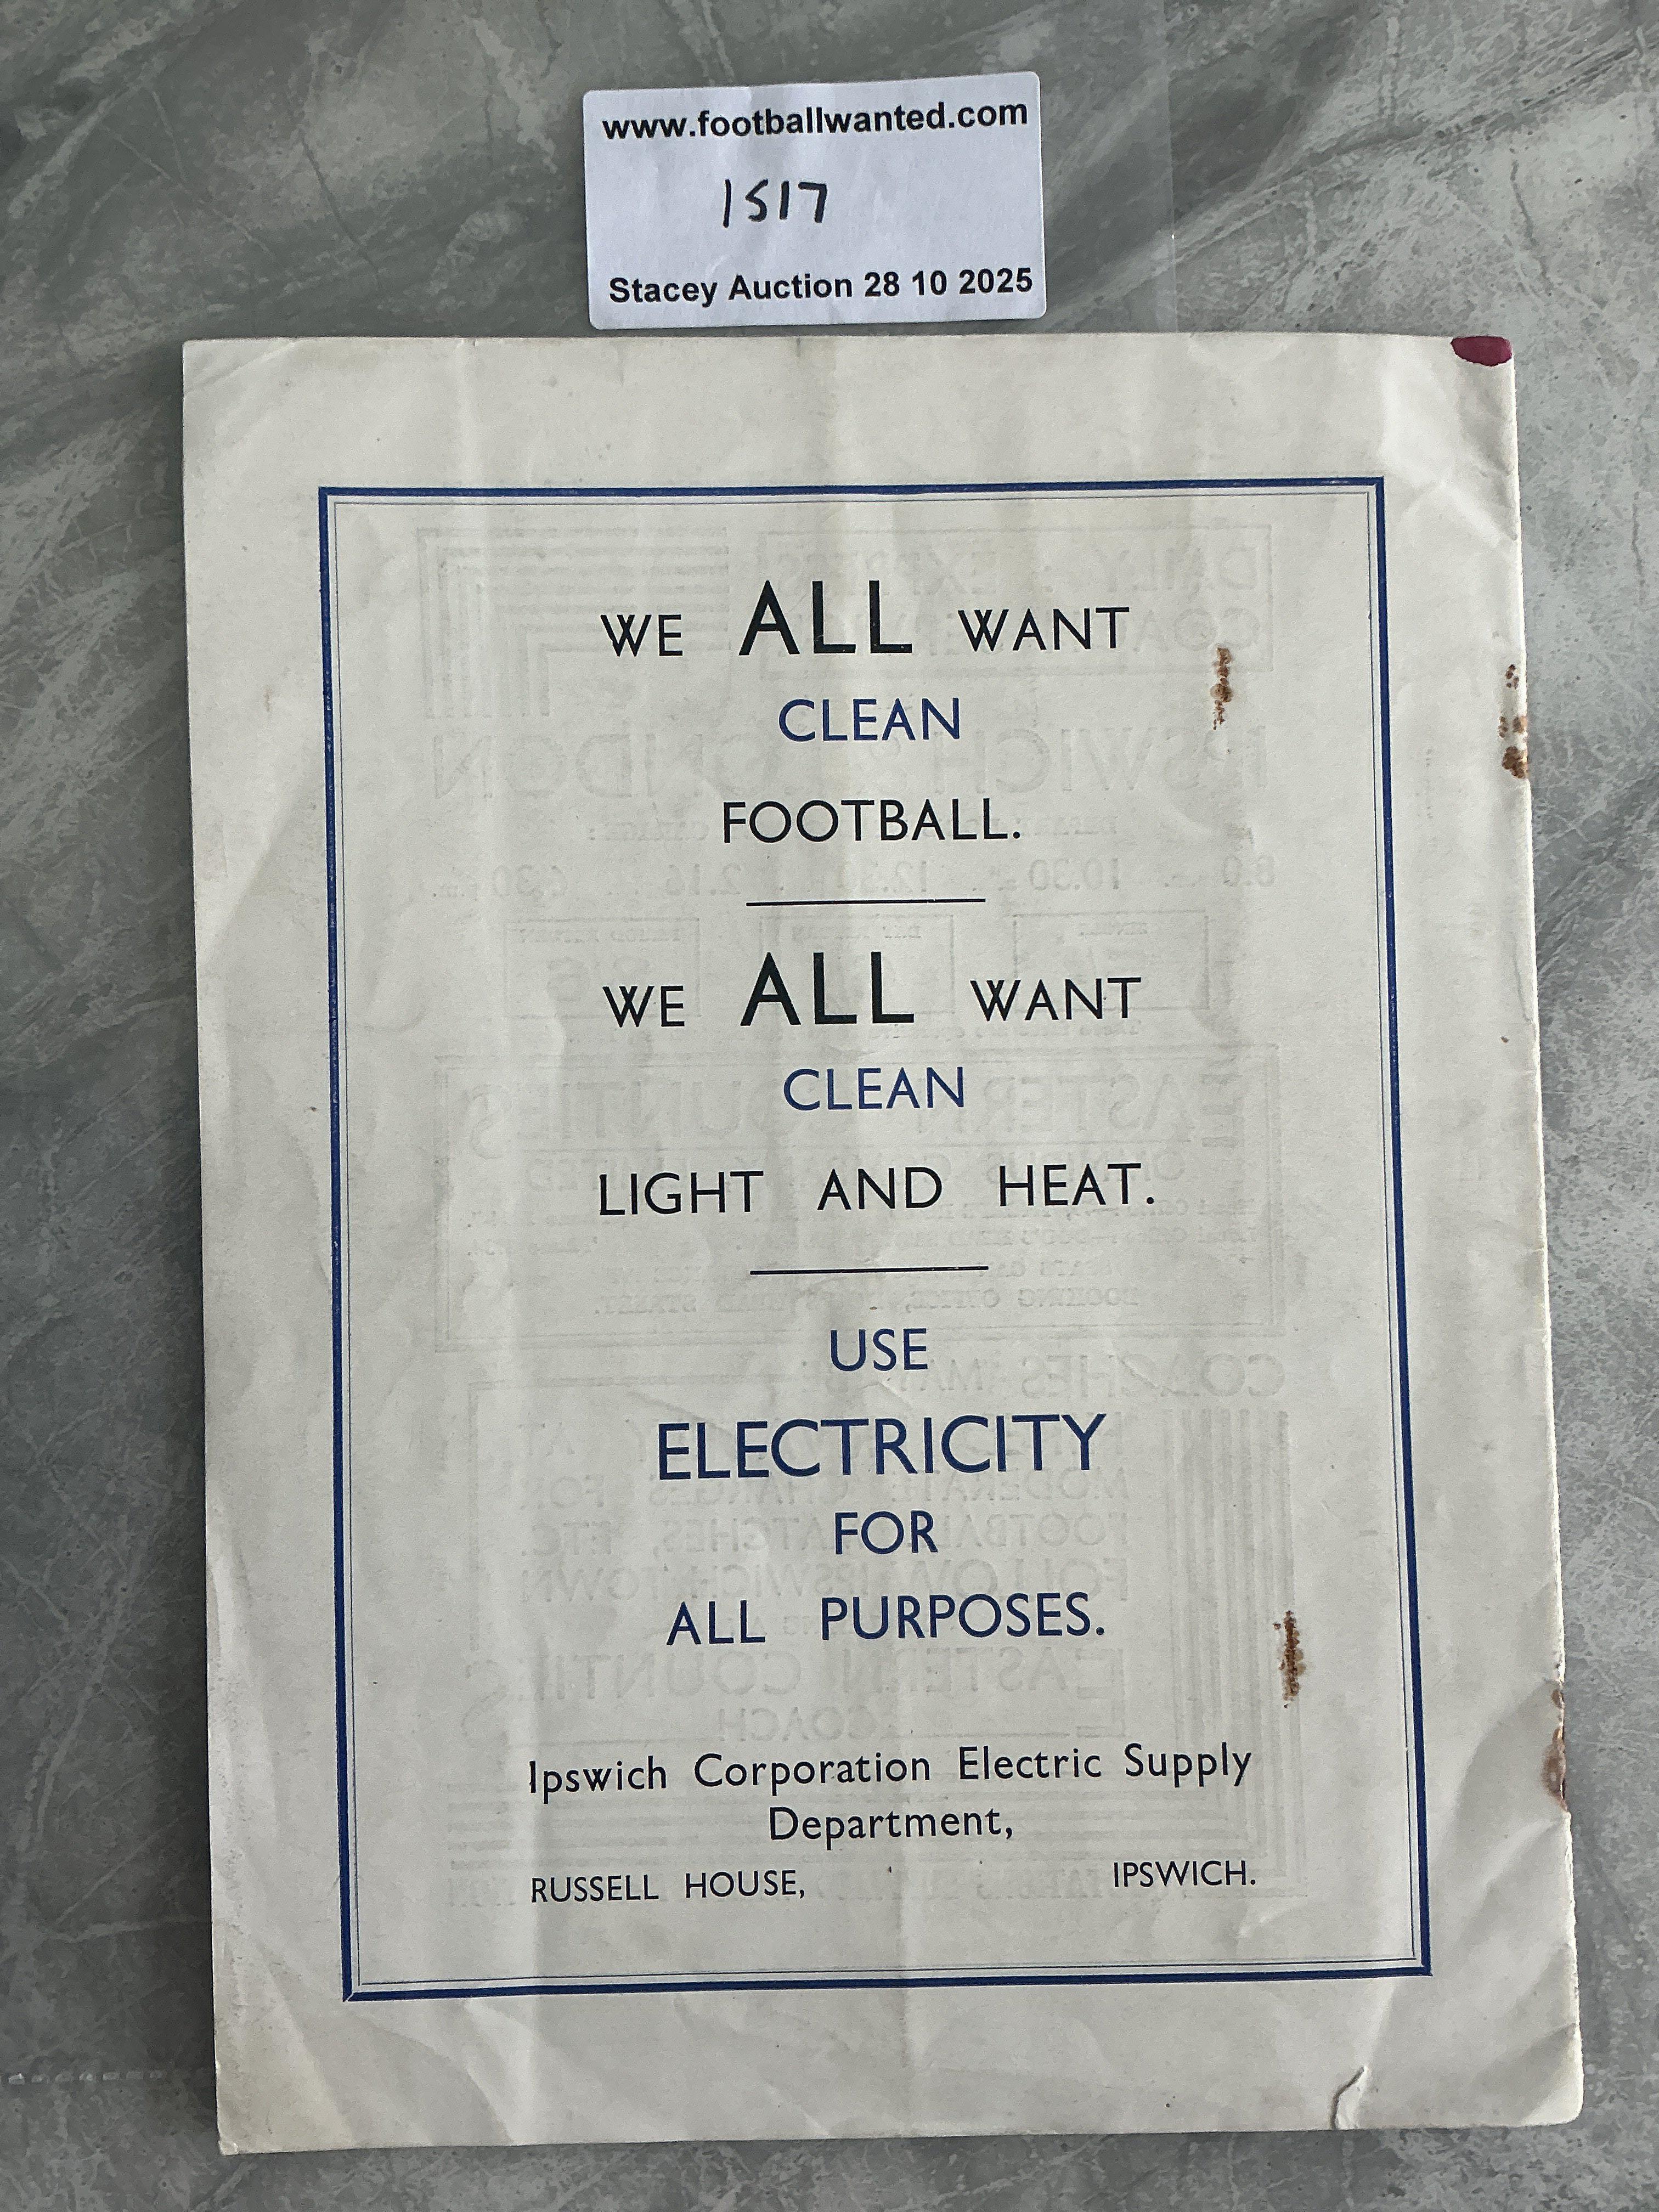 www.footballwanted.com
1517
Stacey Auction 28 10 2025
WE ALL WANT
CLEAN
FOOTBALL.
WE ALL WANT
CLEAN
LIGHT AND HEAT.
USE
ELECTRICITY
FOR
ALL PURPOSES.
Ipswich Corporation Electric Supply
Department,
RUSSELL HOUSE, IPSWICH.